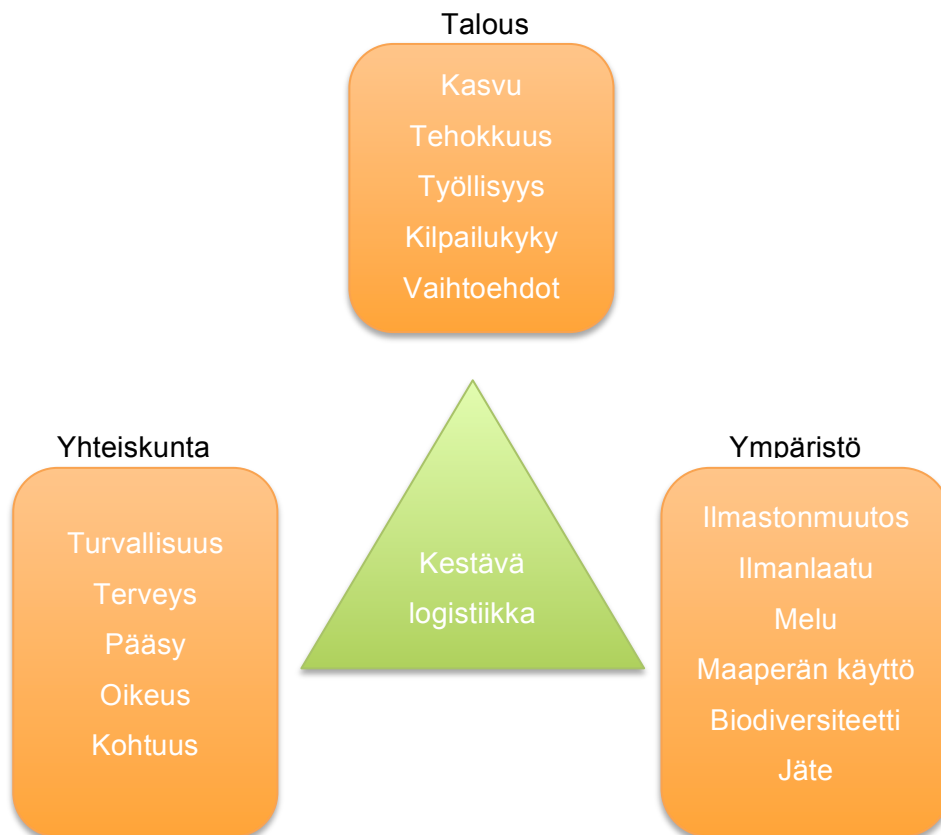 Talous
Kasvu
Tehokkuus
Työllisyys
Kilpailukyky
Vaihtoehdot
Yhteiskunta
Turvallisuus
Terveys
Pääsy
Oikeus
Kohtuus
Kestävä
logistiikka
Ympäristö
Ilmastonmuutos
Ilmanlaatu
Melu
Maaperän käyttö
Biodiversiteetti
Jäte